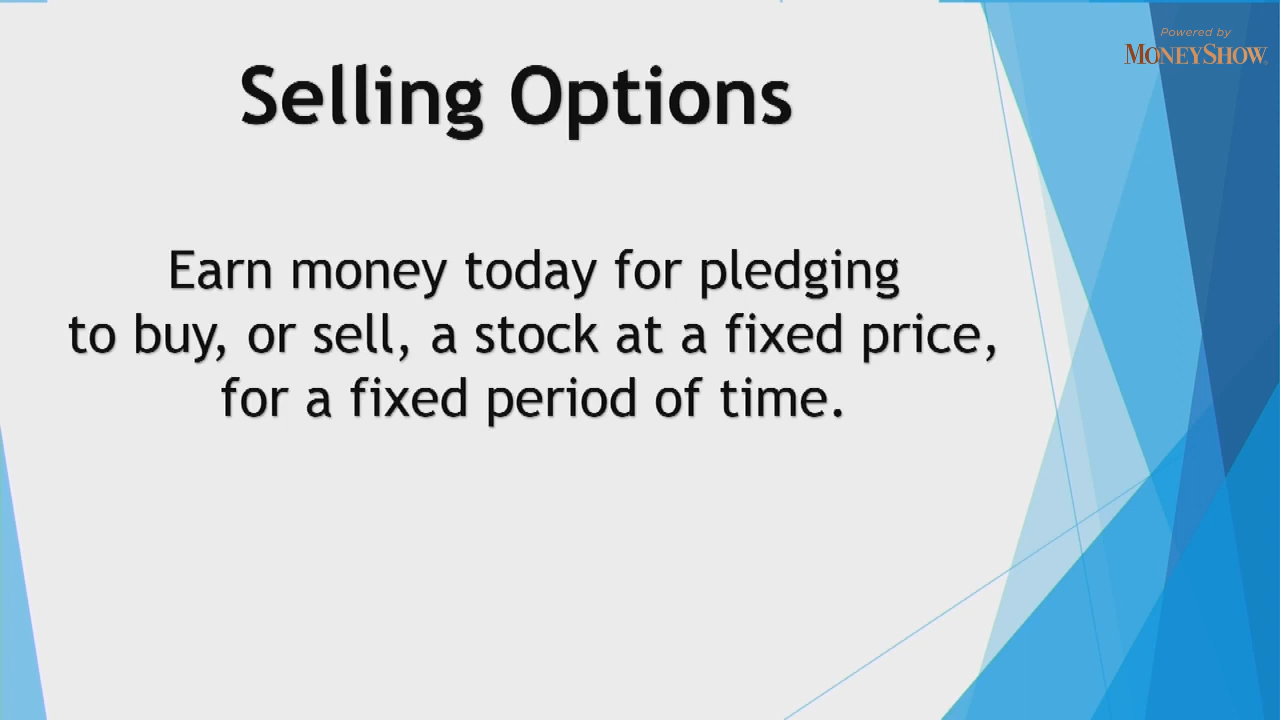 Powered by
MONEYSHOW
Selling Options
Earn money today for pledging
to buy, or sell, a stock at a fixed price,
for a fixed period of time.